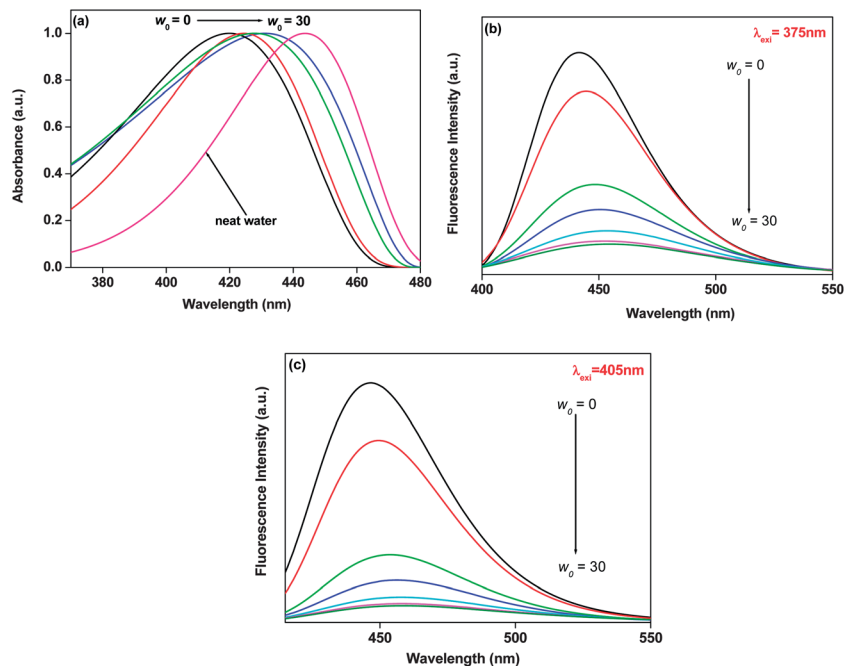 (a)
w₀ = 0 w₀ = 30
1.0
0.8
0.6
0.4
0.2
0.0
Absorbance (a.u.)
neat water
380 400 420 440 460 480
Wavelength (nm)
(b)
λexi= 375nm
w₀ = 0
w₀ = 30
Fluorescence Intensity (a.u.)
400 450 500 550
Wavelength (nm)
(c)
λexi=405nm
w₀ = 0
w₀ = 30
Fluorescence Intensity (a.u.)
450 500 550
Wavelength (nm)